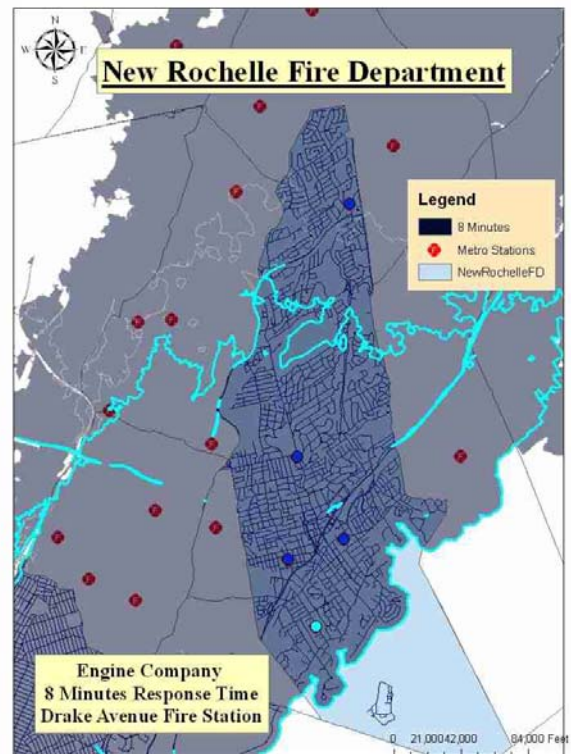 N
W E
S
New Rochelle Fire Department
Legend
8 Minutes
Metro Stations
NewRochelleFD
Engine Company
8 Minutes Response Time
Drake Avenue Fire Station
0 21,00042,000 84,000 Feet